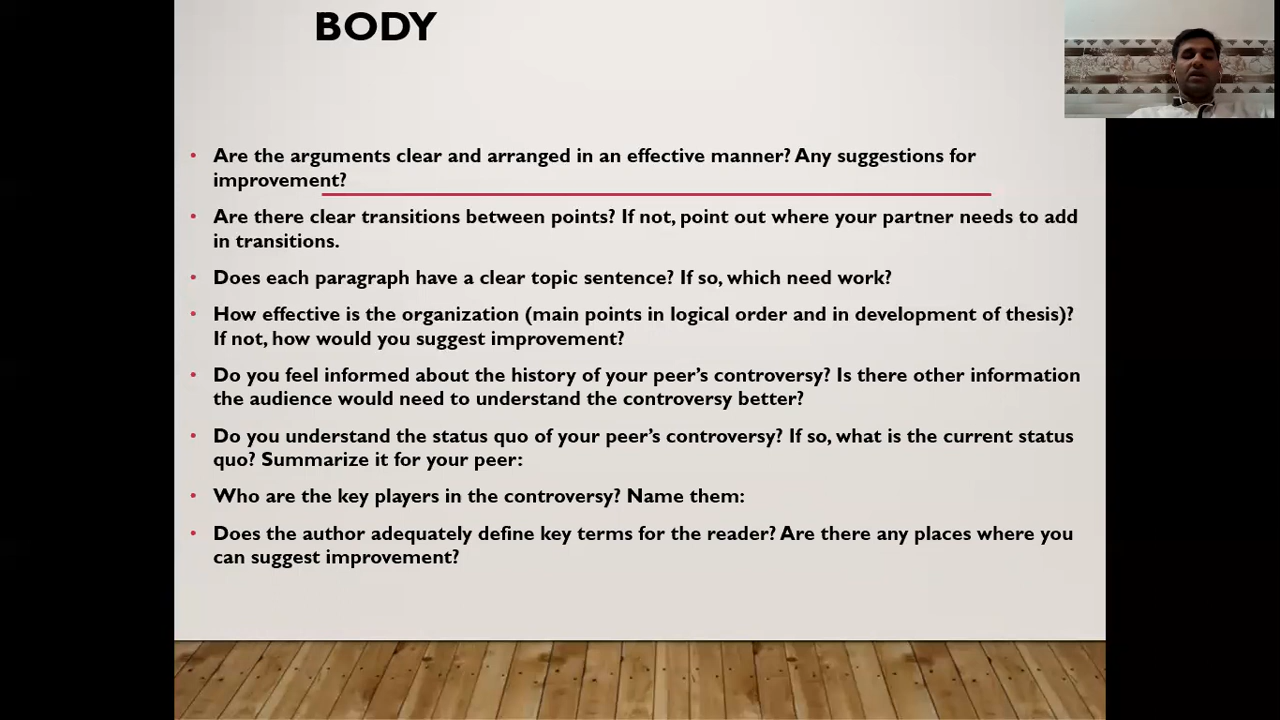 BODY
• Are the arguments clear and arranged in an effective manner? Any suggestions for
improvement?
• Are there clear transitions between points? If not, point out where your partner needs to add
in transitions.
• Does each paragraph have a clear topic sentence? If so, which need work?
• How effective is the organization (main points in logical order and in development of thesis)?
If not, how would you suggest improvement?
• Do you feel informed about the history of your peer’s controversy? Is there other information
the audience would need to understand the controversy better?
• Do you understand the status quo of your peer’s controversy? If so, what is the current status
quo? Summarize it for your peer:
• Who are the key players in the controversy? Name them:
• Does the author adequately define key terms for the reader? Are there any places where you
can suggest improvement?